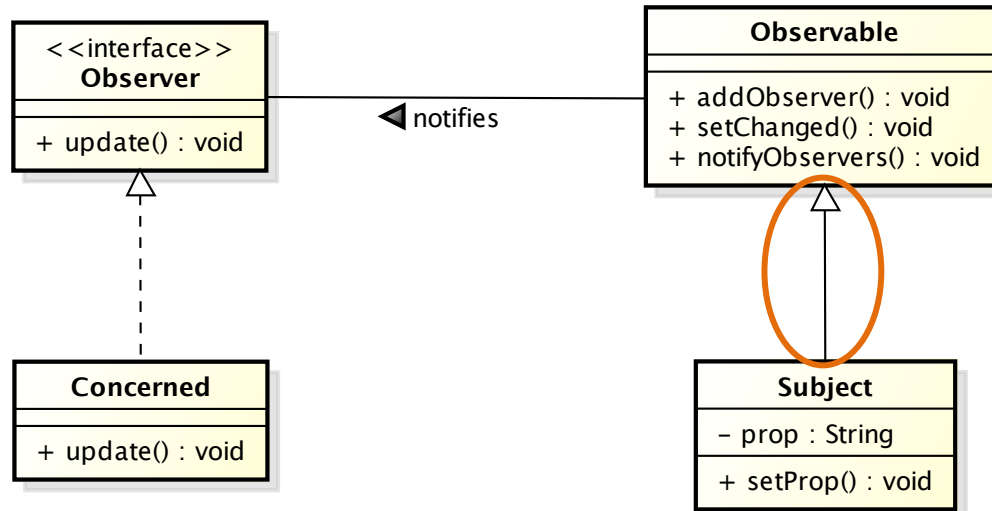 <<interface>>
Observer
+ update() : void
Observable
+ addObserver() : void
+ setChanged() : void
+ notifyObservers() : void
notifies
Concerned
+ update() : void
Subject
– prop : String
+ setProp() : void